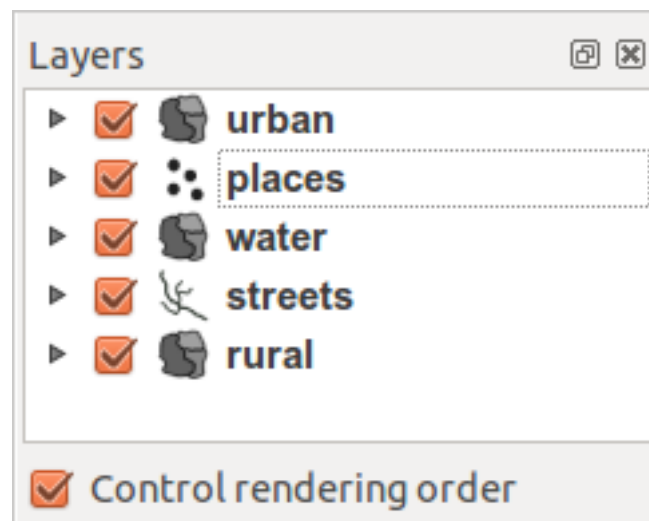 Layers
urban
places
water
streets
rural
Control rendering order